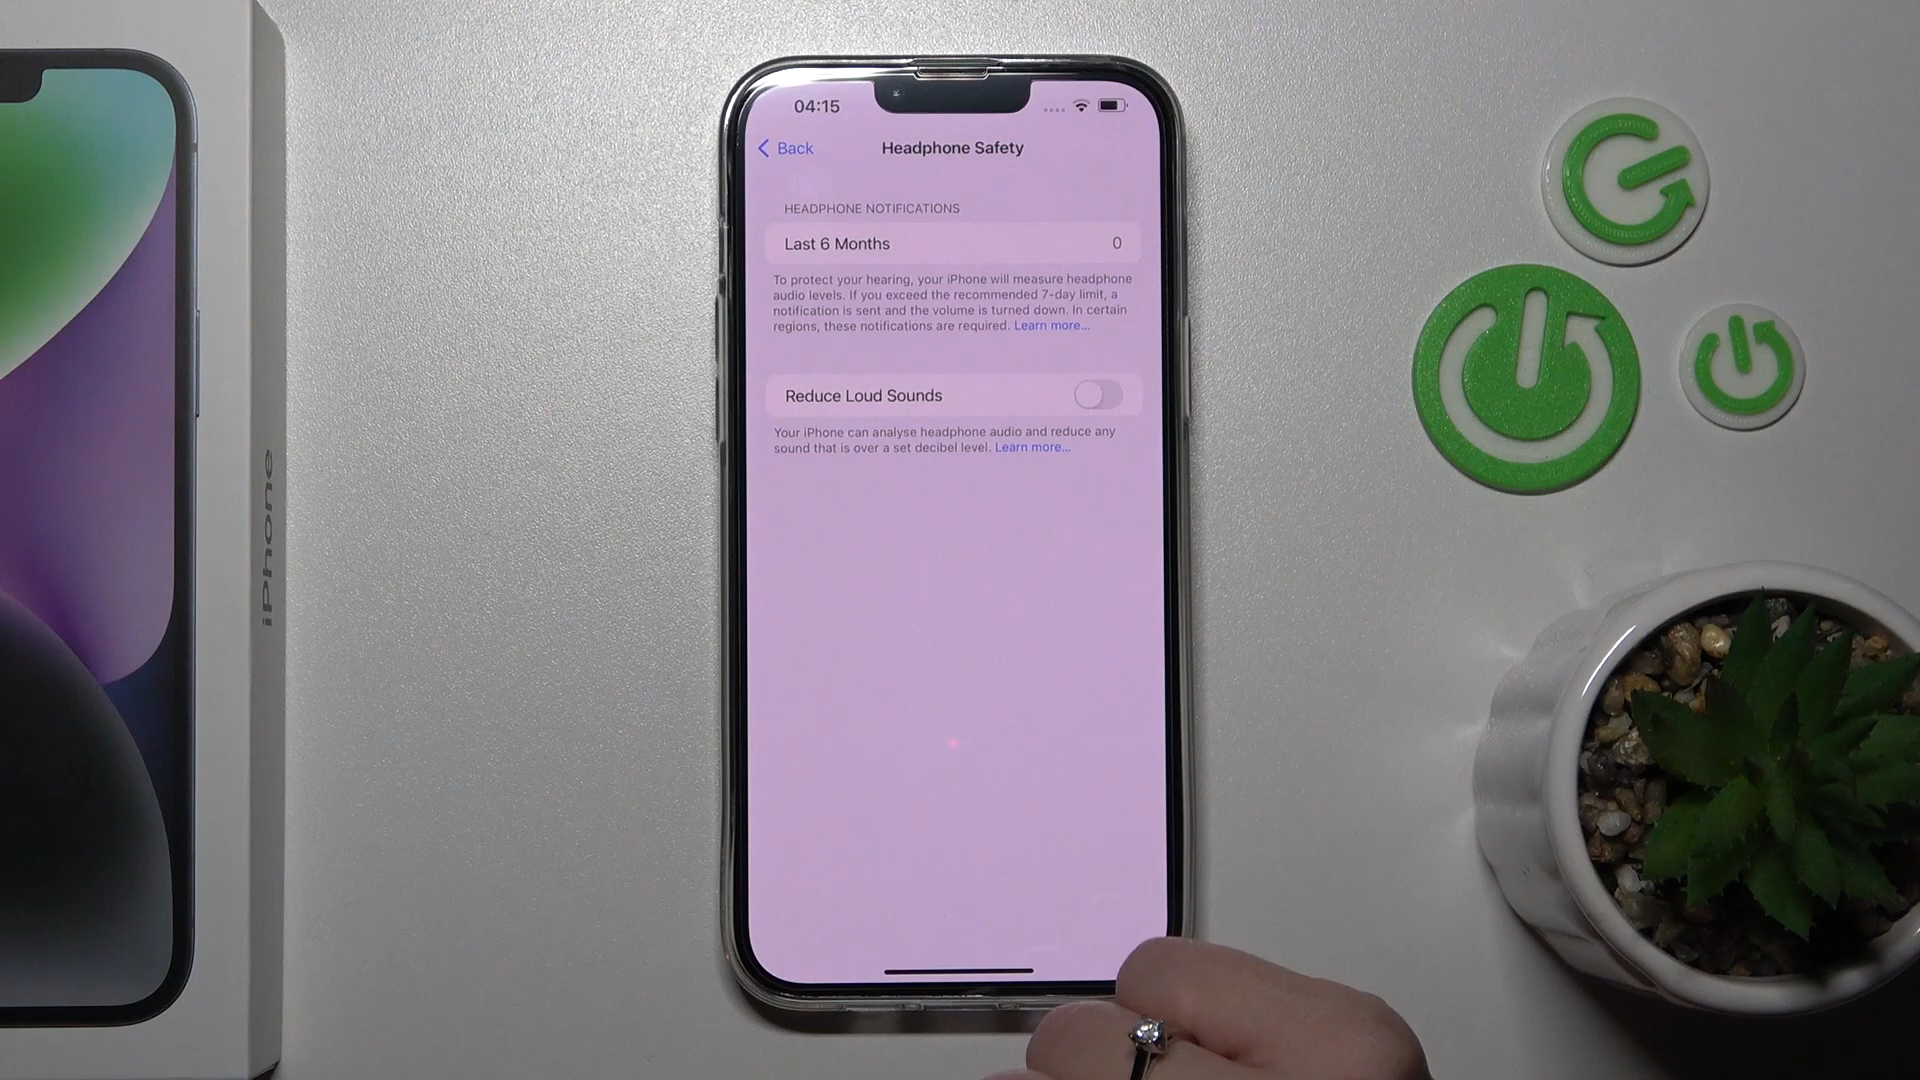 04:15
Back
Headphone Safety
HEADPHONE NOTIFICATIONS
Last 6 Months 0
To protect your hearing, your iPhone will measure headphone
audio levels. If you exceed the recommended 7-day limit, a
notification is sent and the volume is turned down. In certain
regions, these notifications are required. Learn more...
Reduce Loud Sounds
Your iPhone can analyse headphone audio and reduce any
sound that is over a set decibel level. Learn more...
iPhone